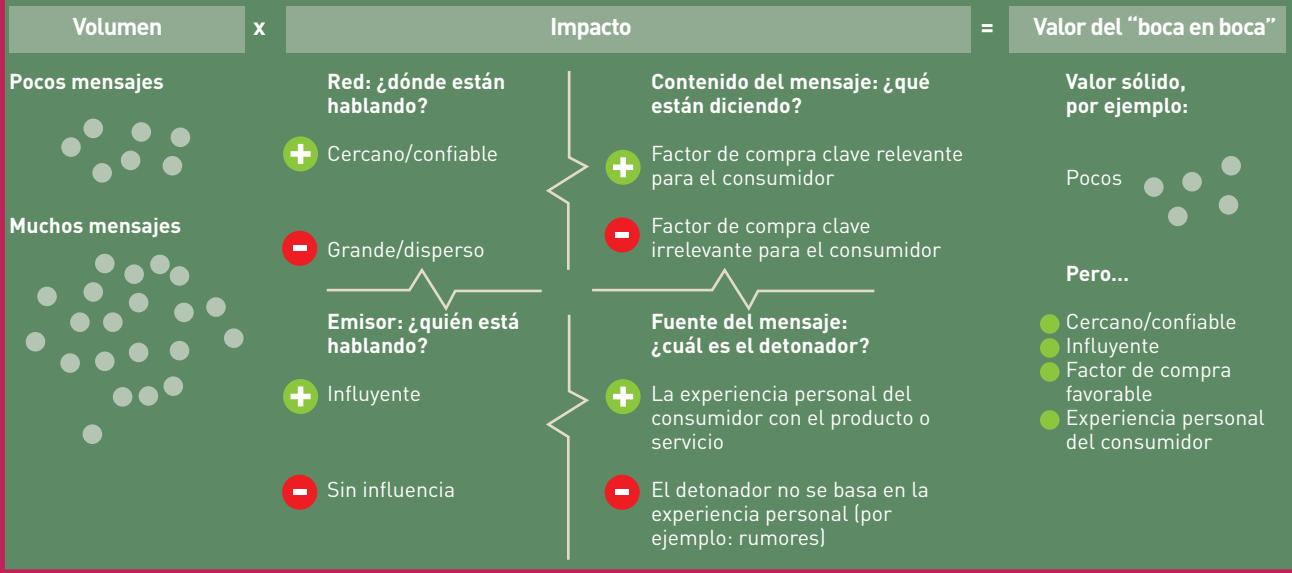 Volumen x Impacto = Valor del “boca en boca”
Pocos mensajes
Muchos mensajes
Red: ¿dónde están
hablando?
+ Cercano/confiable
- Grande/disperso
Emisor: ¿quién está
hablando?
+ Influyente
- Sin influencia
Contenido del mensaje: ¿qué
están diciendo?
+ Factor de compra clave relevante
para el consumidor
- Factor de compra clave
irrelevante para el consumidor
Fuente del mensaje:
¿cuál es el detonador?
+ La experiencia personal del
consumidor con el producto o
servicio
- El detonador no se basa en la
experiencia personal (por
ejemplo: rumores)
Valor sólido,
por ejemplo:
Pocos
Pero...
Cercano/confiable
Influyente
Factor de compra
favorable
Experiencia personal
del consumidor